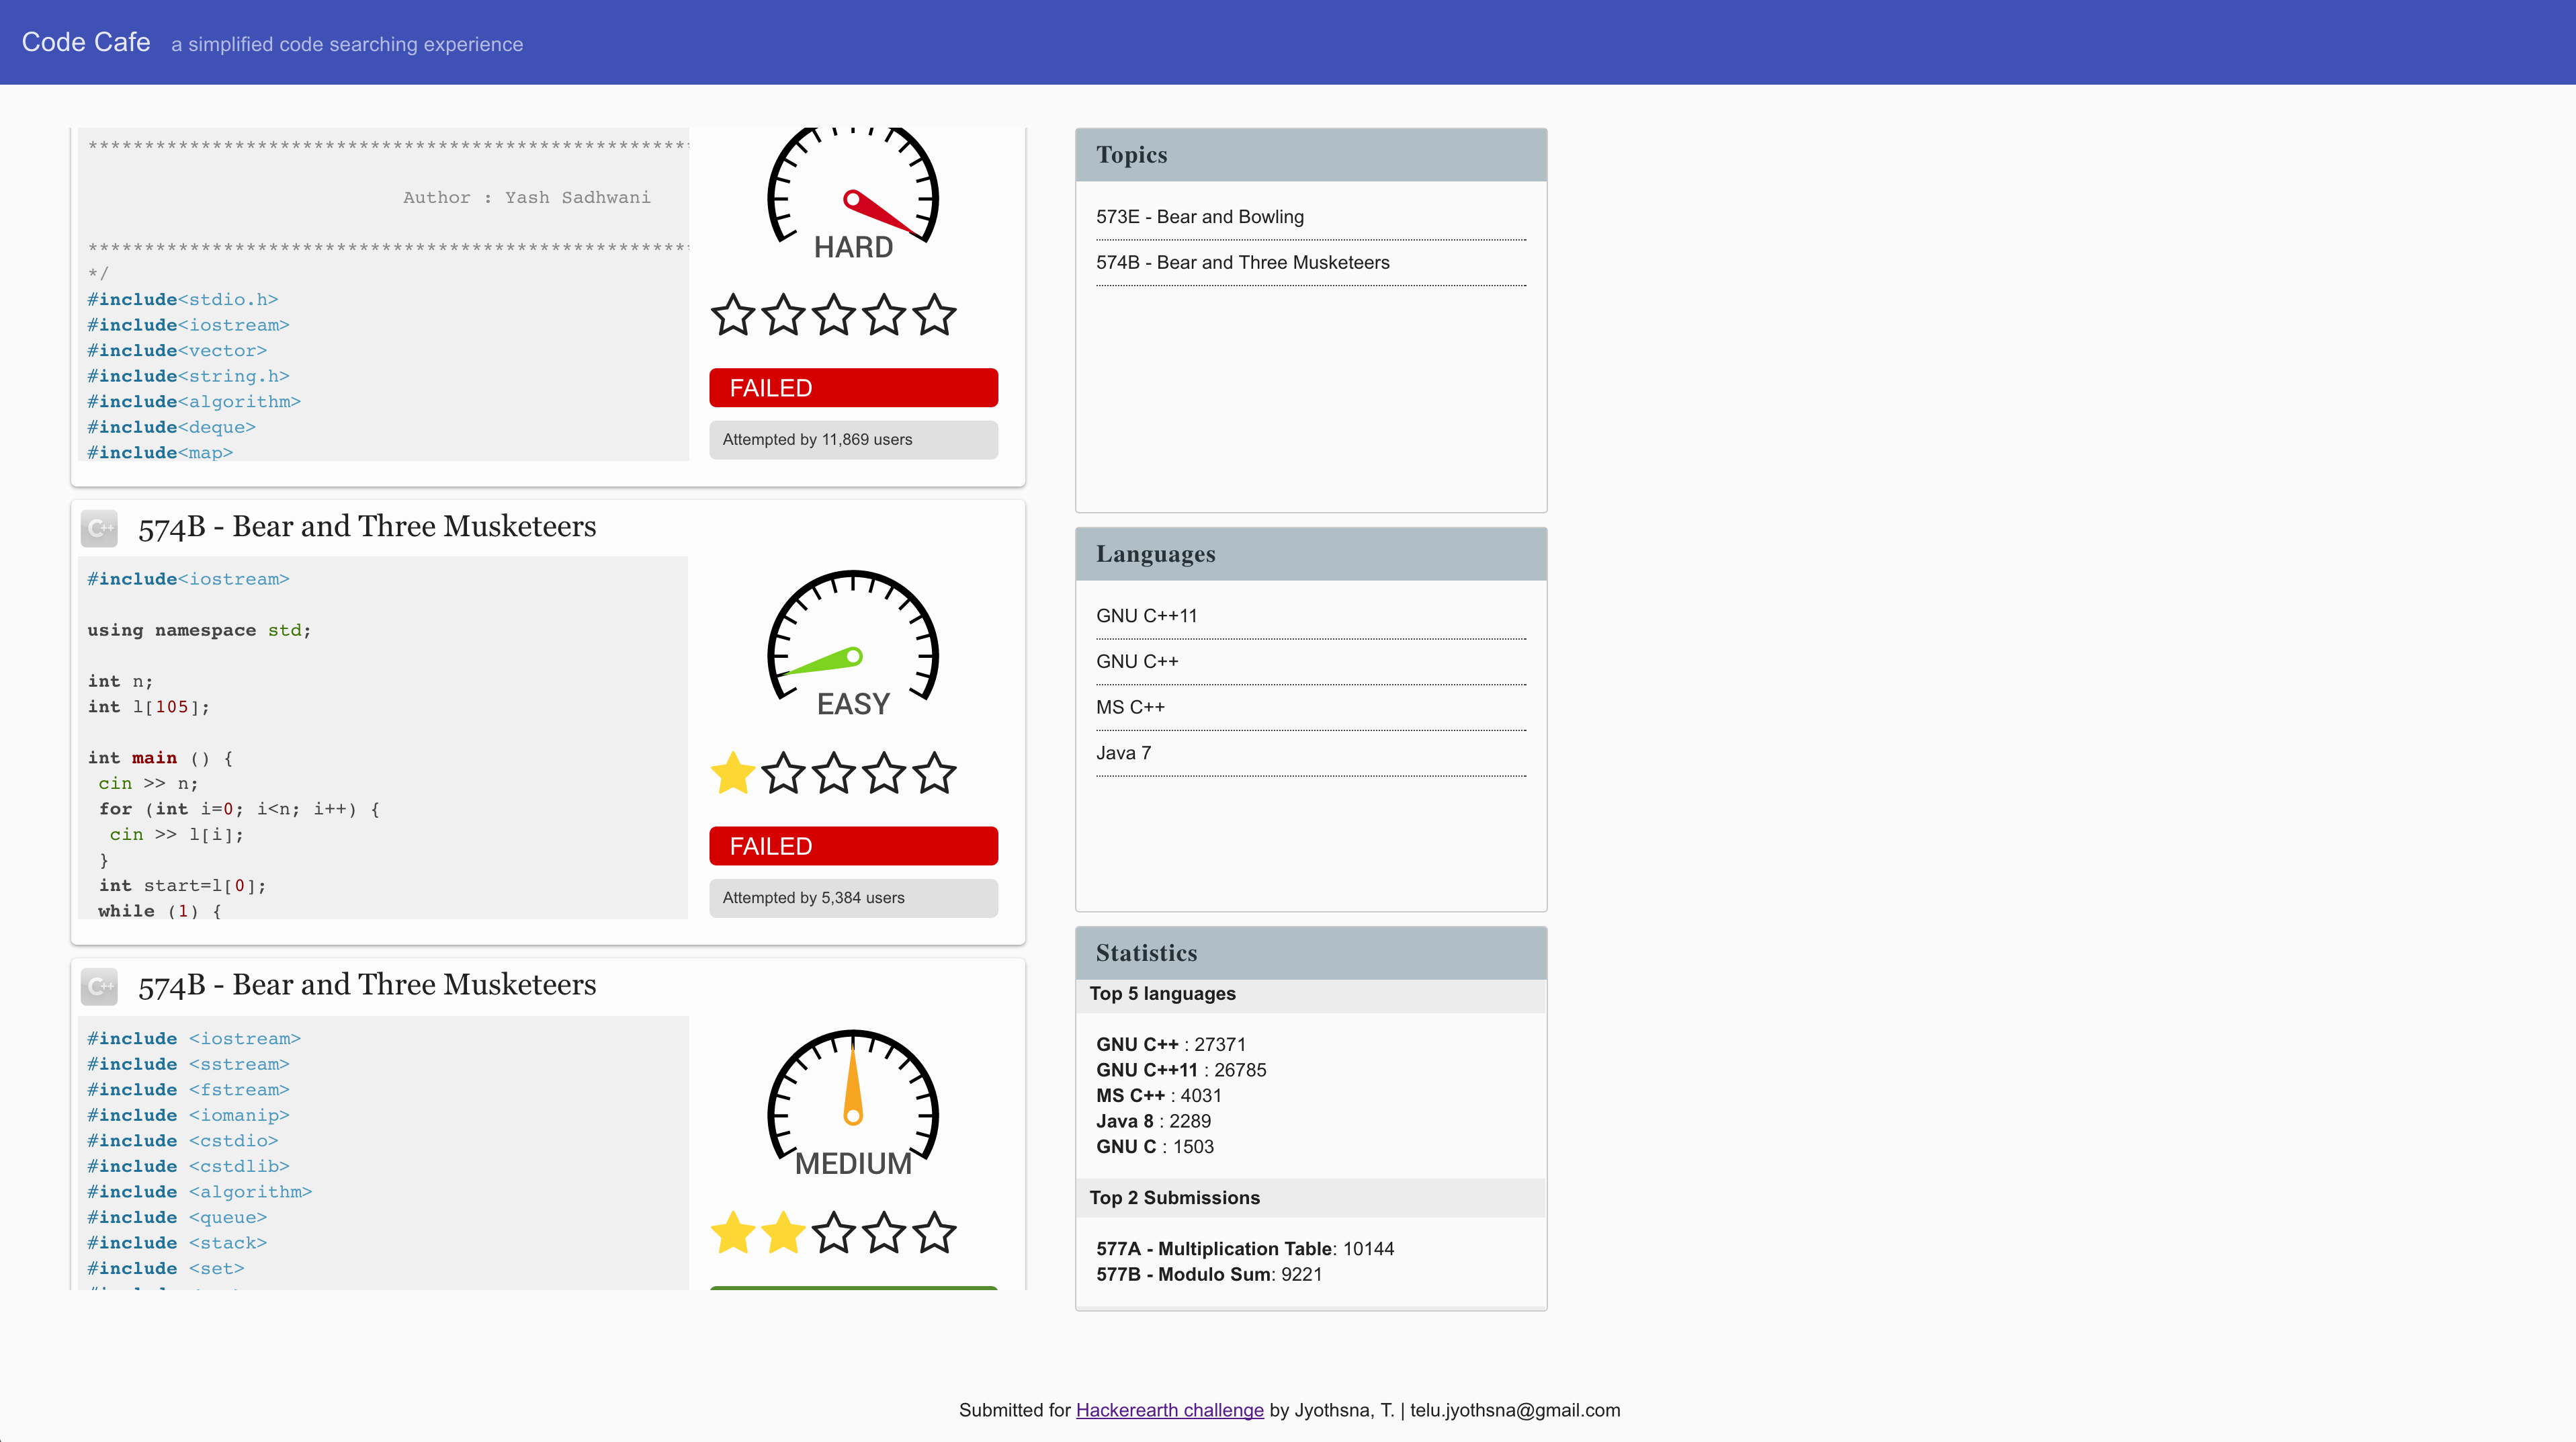 Code Cafe a simplified code searching experience
*****************************************************
Author : Yash Sadhwani
*****************************************************
*/
#include<stdio.h>
#include<iostream>
#include<vector>
#include<string.h>
#include<algorithm>
#include<deque>
#include<map>
HARD
FAILED
Attempted by 11,869 users
C++ 574B - Bear and Three Musketeers
#include<iostream>
using namespace std;
int n;
int l[105];
int main () {
cin >> n;
for (int i=0; i<n; i++) {
cin >> l[i];
}
int start=l[0];
while (1) {
EASY
FAILED
Attempted by 5,384 users
C++ 574B - Bear and Three Musketeers
#include <iostream>
#include <sstream>
#include <fstream>
#include <iomanip>
#include <cstdio>
#include <cstdlib>
#include <algorithm>
#include <queue>
#include <stack>
#include <set>
MEDIUM
Topics
573E - Bear and Bowling
574B - Bear and Three Musketeers
Languages
GNU C++11
GNU C++
MS C++
Java 7
Statistics
Top 5 languages
GNU C++ : 27371
GNU C++11 : 26785
MS C++ : 4031
Java 8 : 2289
GNU C : 1503
Top 2 Submissions
577A - Multiplication Table: 10144
577B - Modulo Sum: 9221
Submitted for Hackerearth challenge by Jyothsna, T. | telu.jyothsna@gmail.com